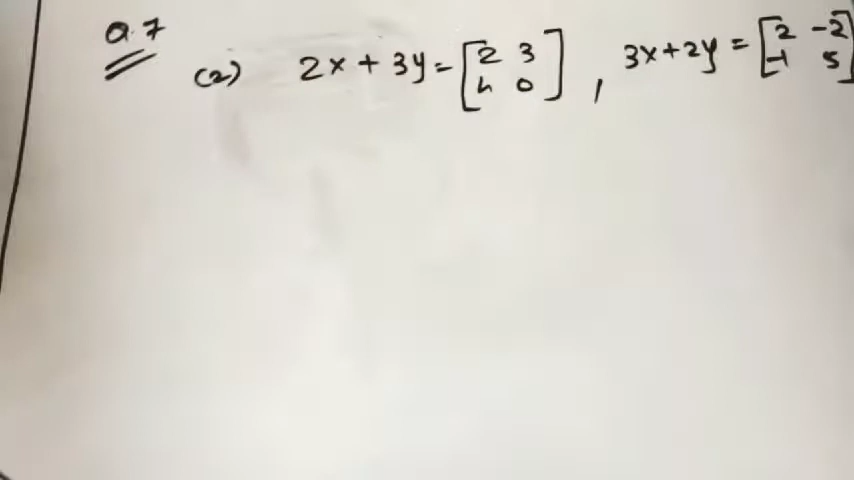 Q.7
(2) 2x + 3y = [2 3 4 0], 3x + 2y = [2 -2 -1 5]